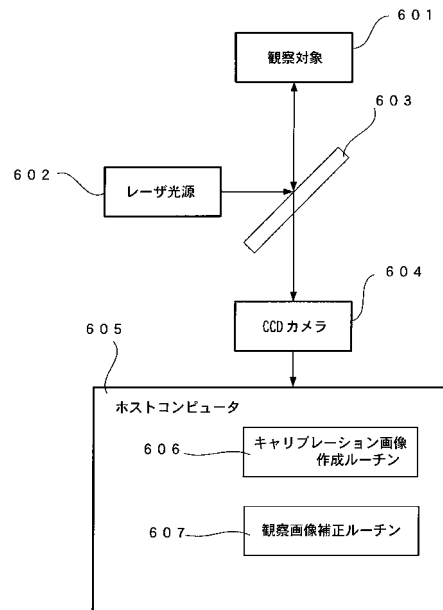 601
観察対象
603
602
レーザ光源
604
CCDカメラ
605
ホストコンピュータ
606
キャリブレーション画像
作成ルーチン
607
観察画像補正ルーチン